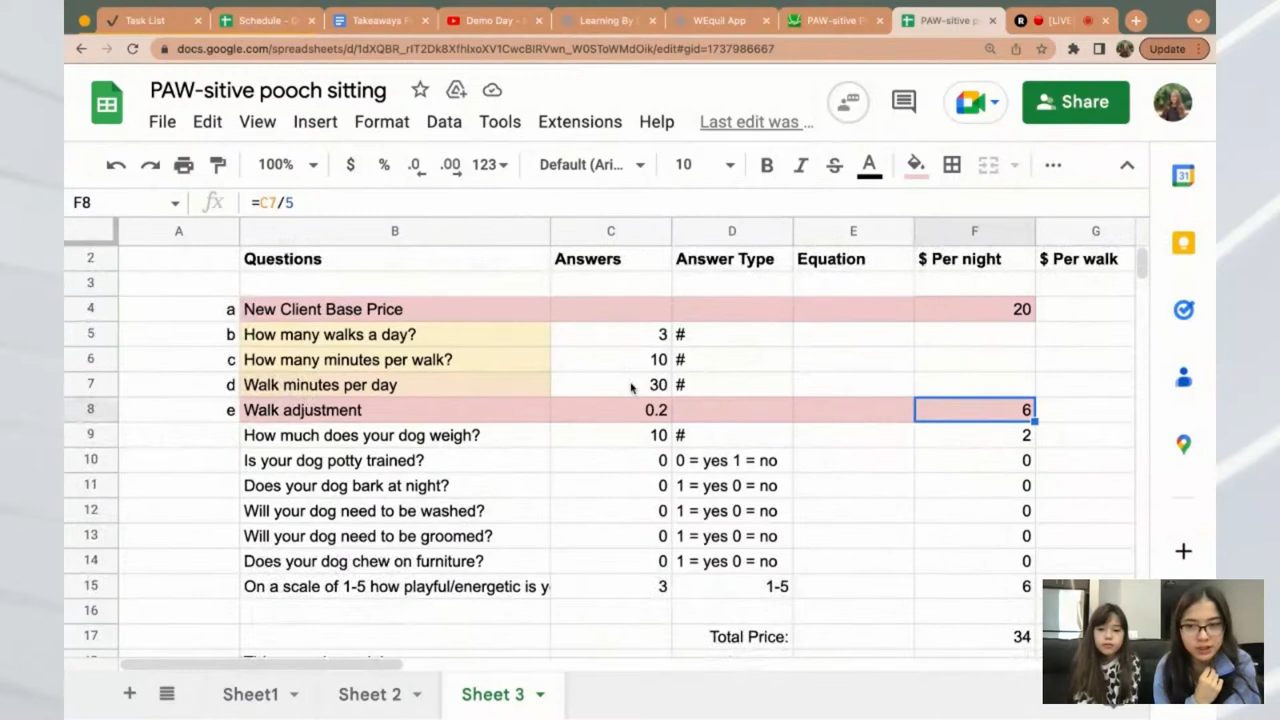 Task List
Schedule - G
Takeaways F
Demo Day -
Learning By
WEquil App
PAW-sitive P
PAW-sitive p
R
[LIVE]
docs.google.com/spreadsheets/d/1dXQBR_rIT2Dk8XfhIxoXV1CwcBIRVwn_W0SToWMdOik/edit#gid=1737986667
Update
PAW-sitive pooch sitting
File Edit View Insert Format Data Tools Extensions Help Last edit was ...
Share
100% $ % .0 .00 123 Default (Ari... 10 B I S A
31
F8 fx =C7/5
A B C D E F G
2 Questions Answers Answer Type Equation $ Per night $ Per walk
3
4 a New Client Base Price 20
5 b How many walks a day? 3 #
6 c How many minutes per walk? 10 #
7 d Walk minutes per day 30 #
8 e Walk adjustment 0.2 6
9 How much does your dog weigh? 10 # 2
10 Is your dog potty trained? 0 0 = yes 1 = no 0
11 Does your dog bark at night? 0 1 = yes 0 = no 0
12 Will your dog need to be washed? 0 1 = yes 0 = no 0
13 Will your dog need to be groomed? 0 1 = yes 0 = no 0
14 Does your dog chew on furniture? 0 1 = yes 0 = no 0
15 On a scale of 1-5 how playful/energetic is y 3 1-5 6
16
17 Total Price: 34
Sheet1 Sheet 2 Sheet 3